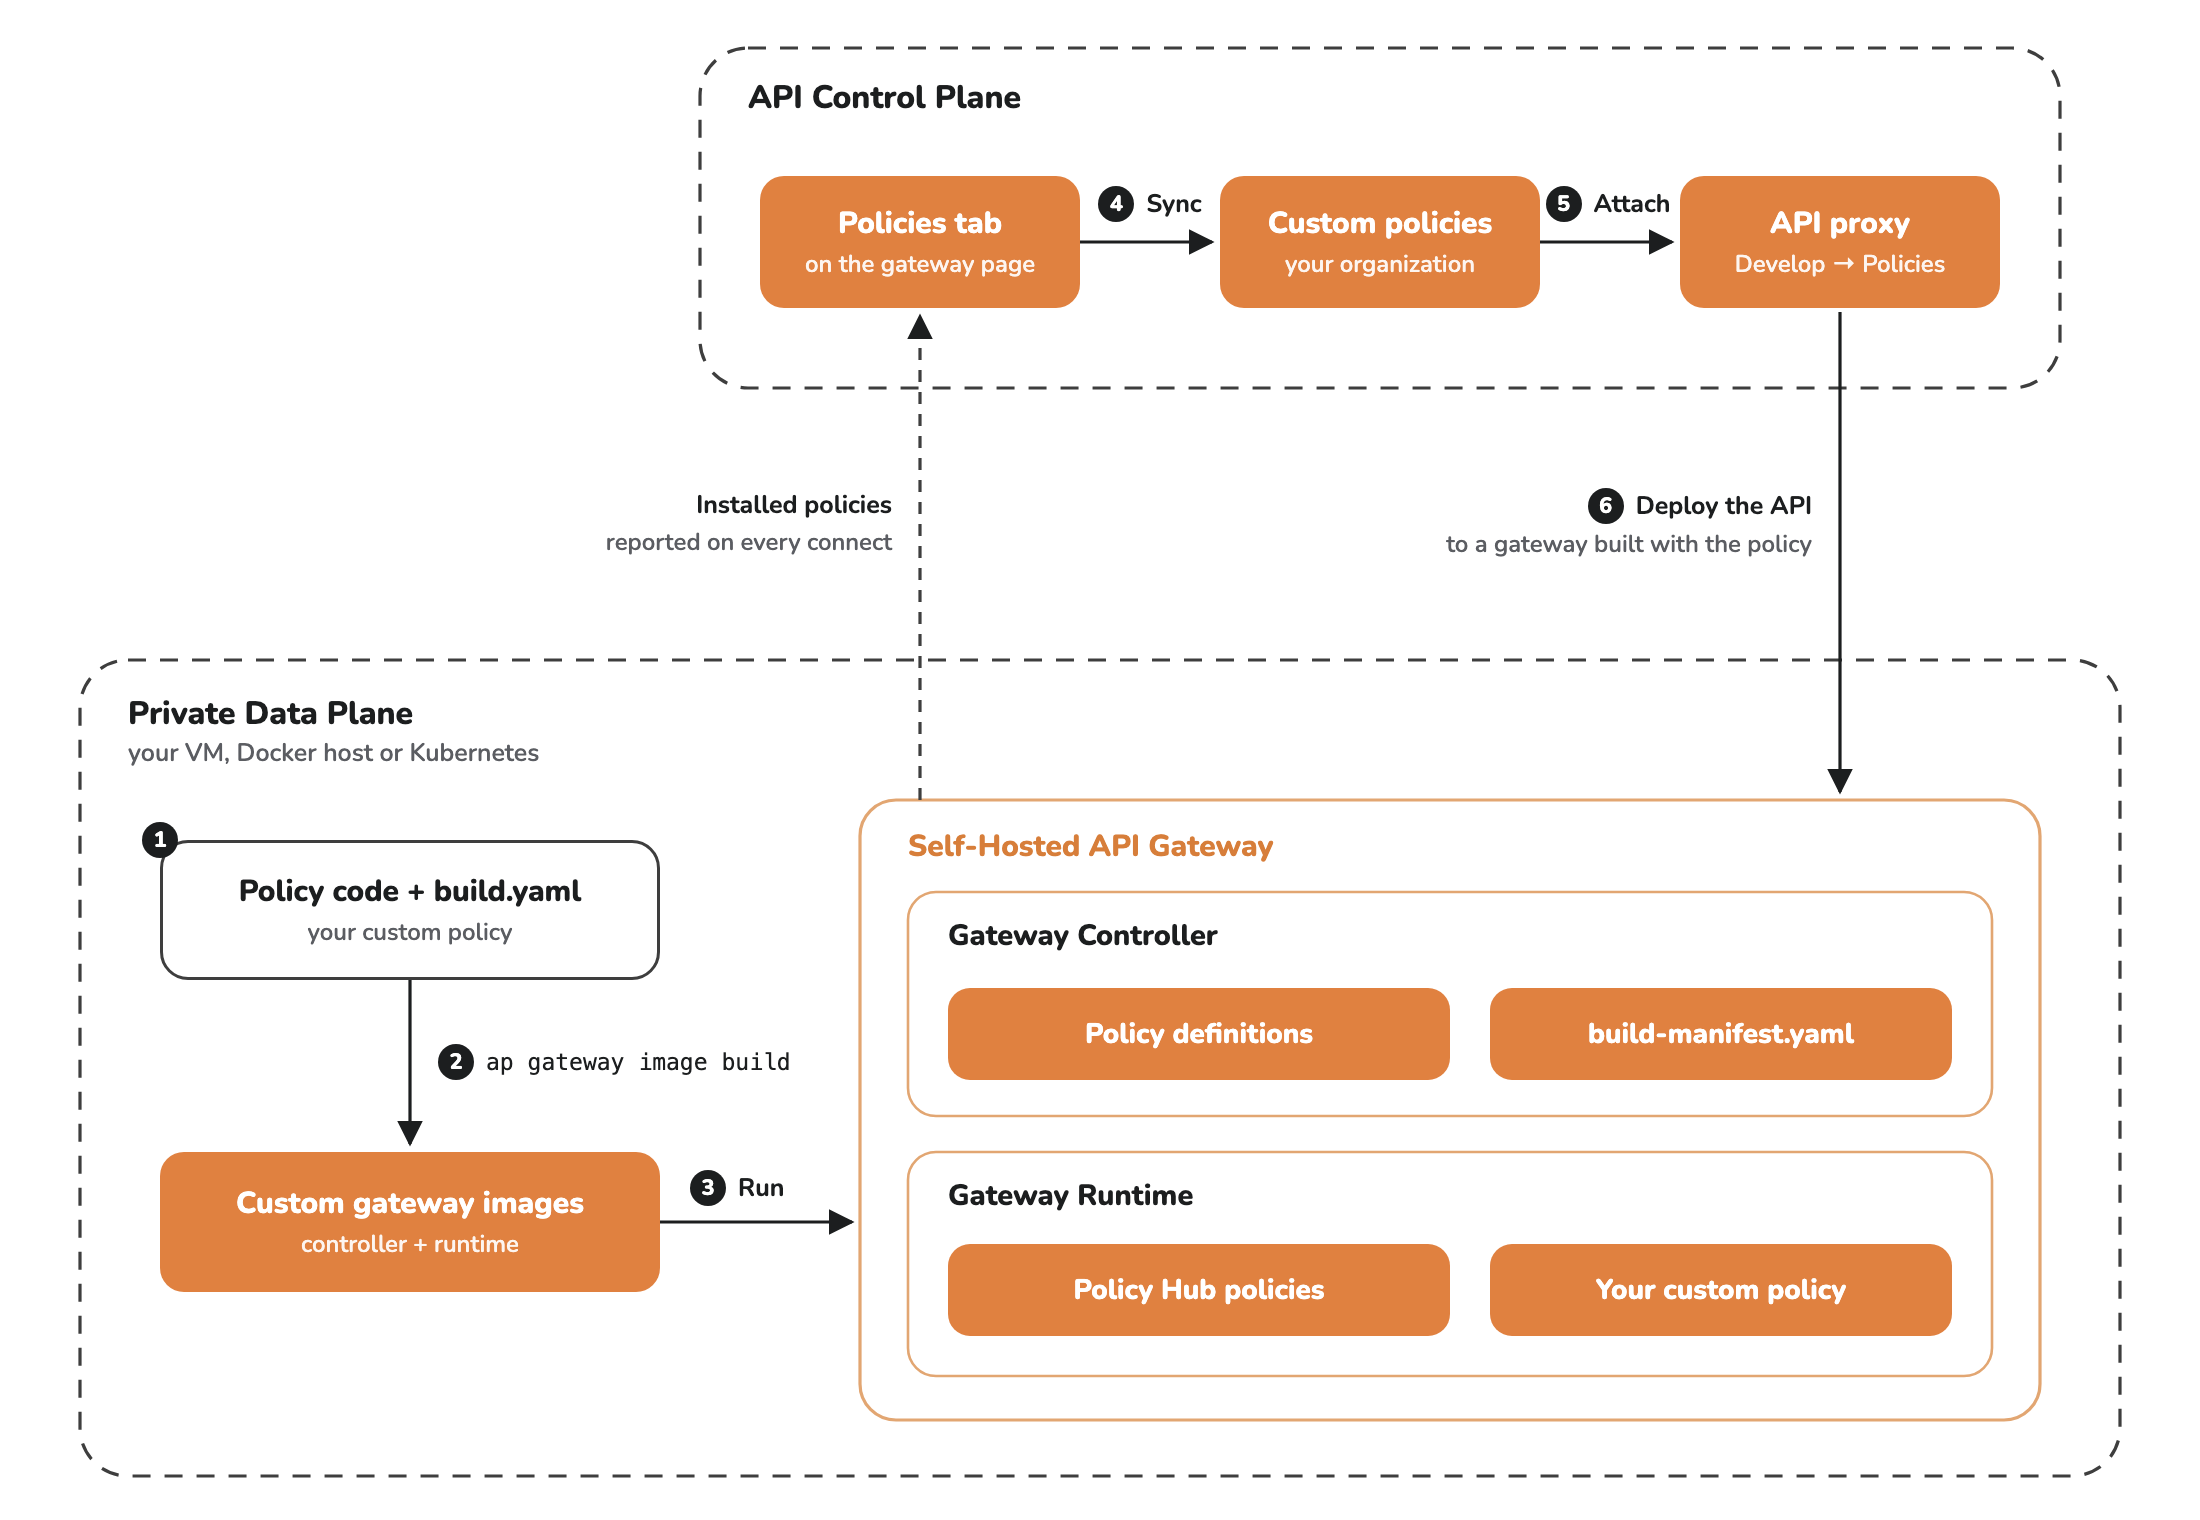 API Control Plane
Policies tab
on the gateway page
4 Sync
Custom policies
your organization
5 Attach
API proxy
Develop → Policies
Installed policies
reported on every connect
6 Deploy the API
to a gateway built with the policy
Private Data Plane
your VM, Docker host or Kubernetes
1
Policy code + build.yaml
your custom policy
2 ap gateway image build
Custom gateway images
controller + runtime
3 Run
Self-Hosted API Gateway
Gateway Controller
Policy definitions
build-manifest.yaml
Gateway Runtime
Policy Hub policies
Your custom policy